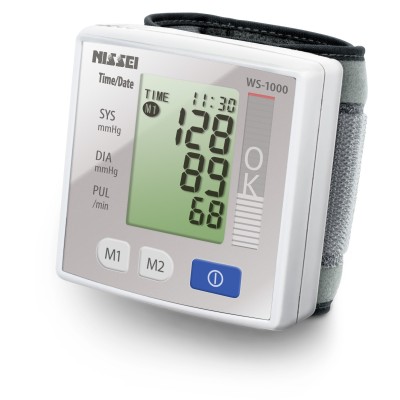 NISSEI
WS-1000
Time/Date
TIME 11:30
M1
SYS
mmHg
128
DIA
mmHg
89
PUL
/min
68
OK
M1 M2